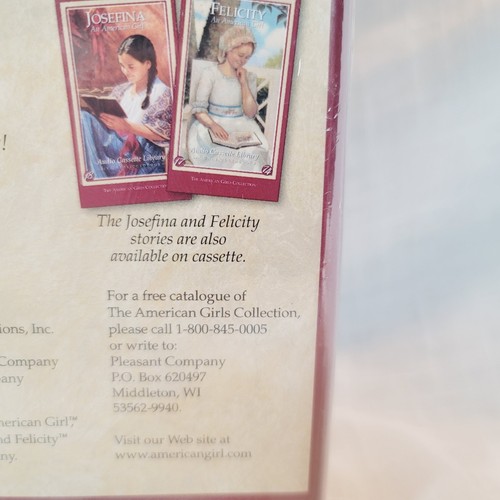 JOSEFINA
An American Girl
Audio Cassette Library
THE AMERICAN GIRLS COLLECTION
FELICITY
An American Girl
Audio Cassette Library
THE AMERICAN GIRLS COLLECTION
!
The Josefina and Felicity
stories are also
available on cassette.
For a free catalogue of
The American Girls Collection,
please call 1-800-845-0005
or write to:
Pleasant Company
P.O. Box 620497
Middleton, WI
53562-9940.
Visit our Web site at
www.americangirl.com
ions, Inc.
Company
any
merican Girl,™
nd Felicity™
ny.